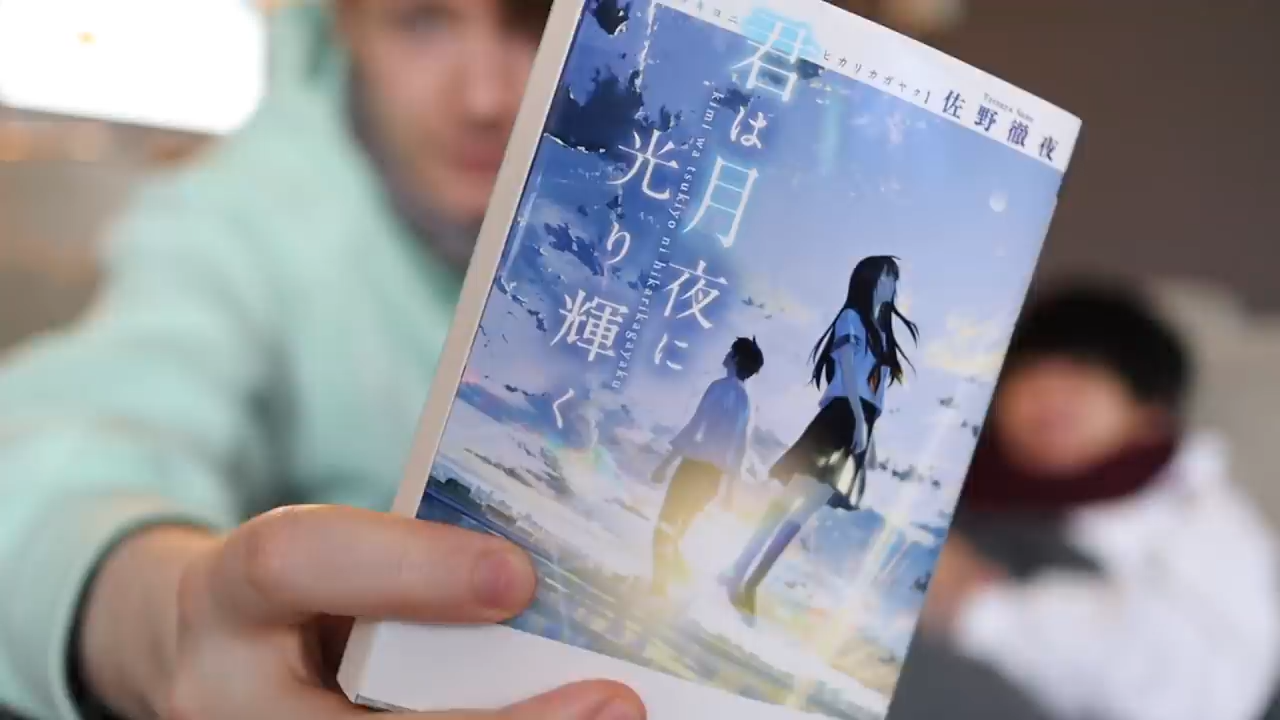 ヒカリカガヤク
佐野徹夜
君は月夜に
光り輝く
kimi wa tsukiyo ni hikarikagayaku